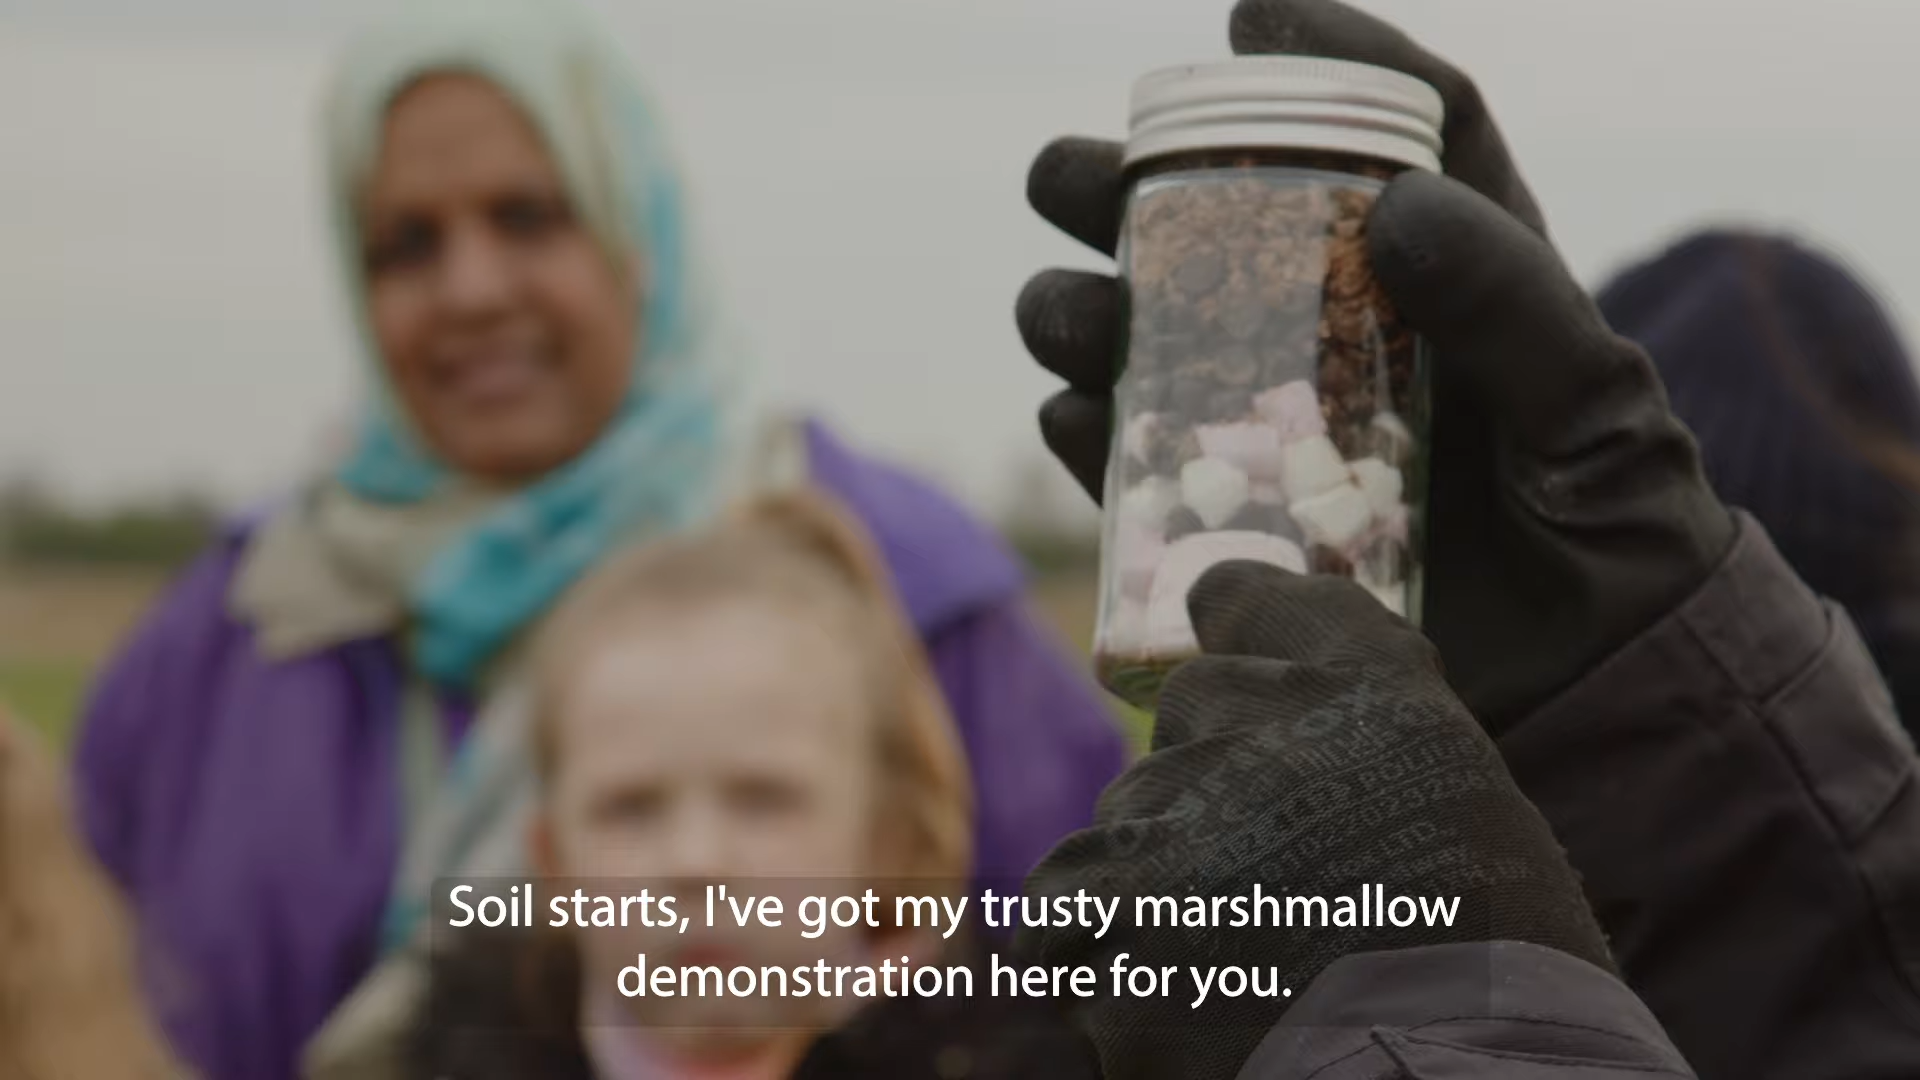 Soil starts, I've got my trusty marshmallow
demonstration here for you.